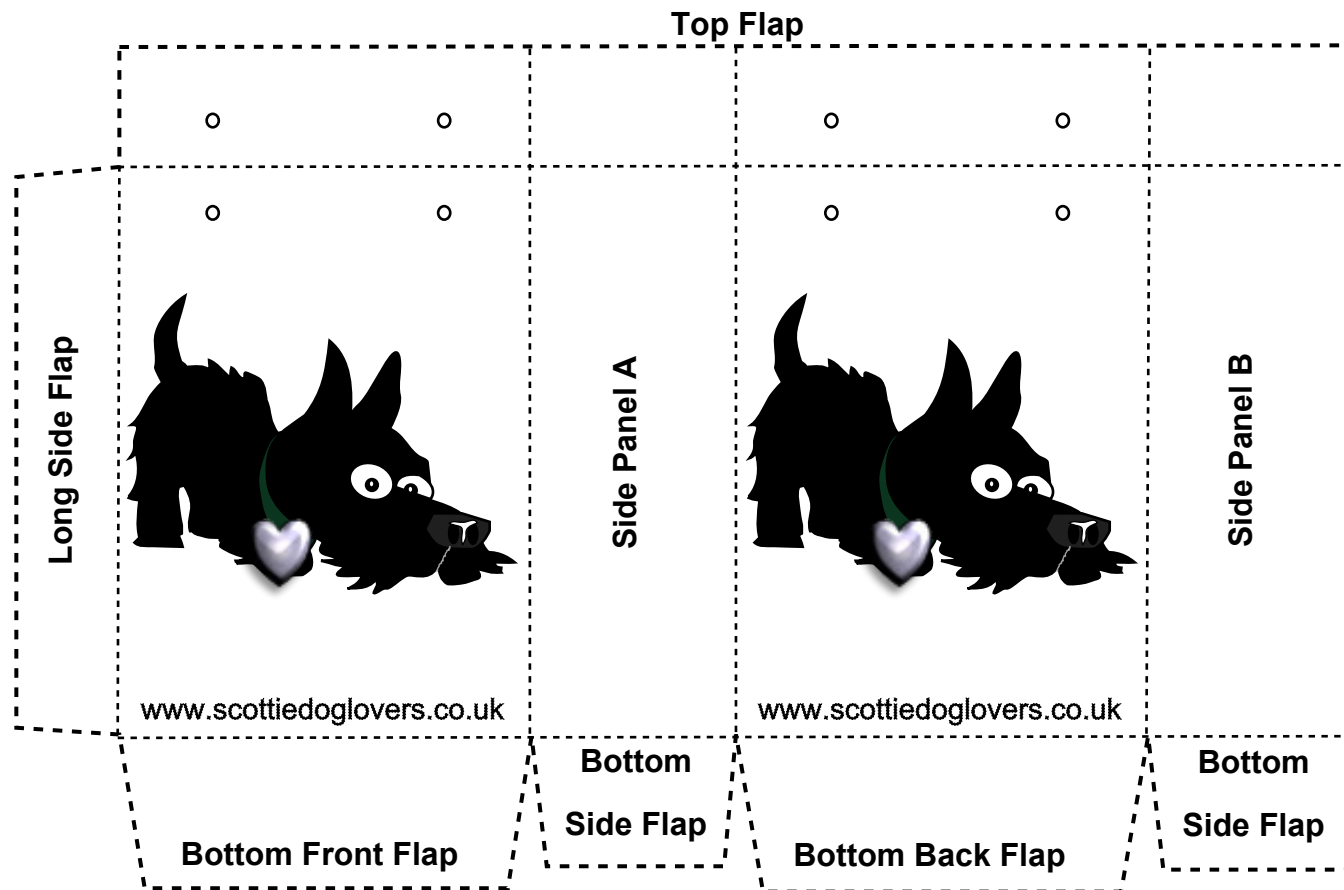 Top Flap
Long Side Flap
Side Panel A
Side Panel B
www.scottiedoglovers.co.uk
www.scottiedoglovers.co.uk
Bottom
Side Flap
Bottom
Side Flap
Bottom Front Flap
Bottom Back Flap